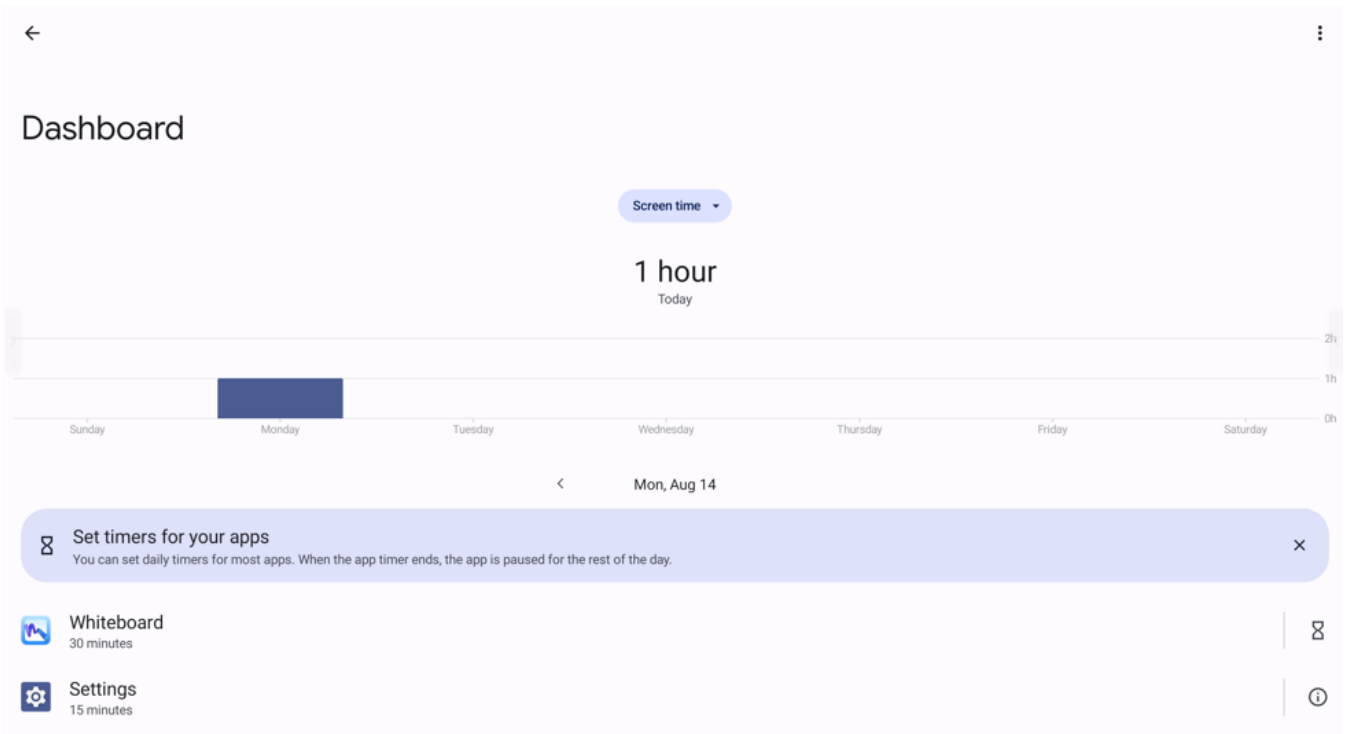 Dashboard
Screen time
1 hour
Today
2h
1h
0h
Sunday Monday Tuesday Wednesday Thursday Friday Saturday
Mon, Aug 14
Set timers for your apps
You can set daily timers for most apps. When the app timer ends, the app is paused for the rest of the day.
Whiteboard
30 minutes
Settings
15 minutes